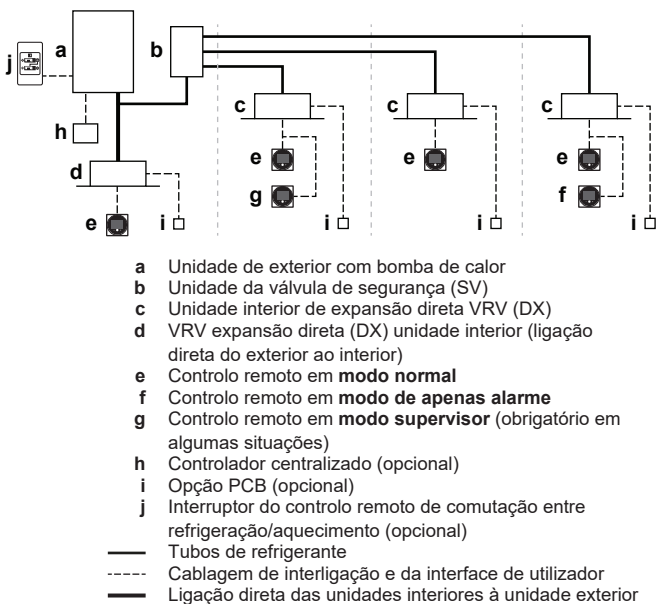 j
a
b
h
c
c
c
d
e
e
e
g
f
e
i
i
i
i
a Unidade de exterior com bomba de calor
b Unidade da válvula de segurança (SV)
c Unidade interior de expansão direta VRV (DX)
d VRV expansão direta (DX) unidade interior (ligação
direta do exterior ao interior)
e Controlo remoto em modo normal
f Controlo remoto em modo de apenas alarme
g Controlo remoto em modo supervisor (obrigatório em
algumas situações)
h Controlador centralizado (opcional)
i Opção PCB (opcional)
j Interruptor do controlo remoto de comutação entre
refrigeração/aquecimento (opcional)
Tubos de refrigerante
Cablagem de interligação e da interface de utilizador
Ligação direta das unidades interiores à unidade exterior